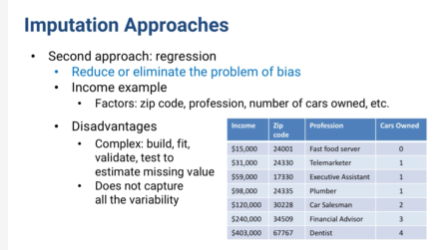 Imputation Approaches
• Second approach: regression
• Reduce or eliminate the problem of bias
• Income example
• Factors: zip code, profession, number of cars owned, etc.
• Disadvantages
• Complex: build, fit,
validate, test to
estimate missing value
• Does not capture
all the variability
Income Zip code Profession Cars Owned
$15,000 24001 Fast food server 0
$31,000 24330 Telemarketer 1
$59,000 17330 Executive Assistant 1
$98,000 24335 Plumber 1
$120,000 30228 Car Salesman 2
$240,000 34509 Financial Advisor 3
$403,000 67767 Dentist 4